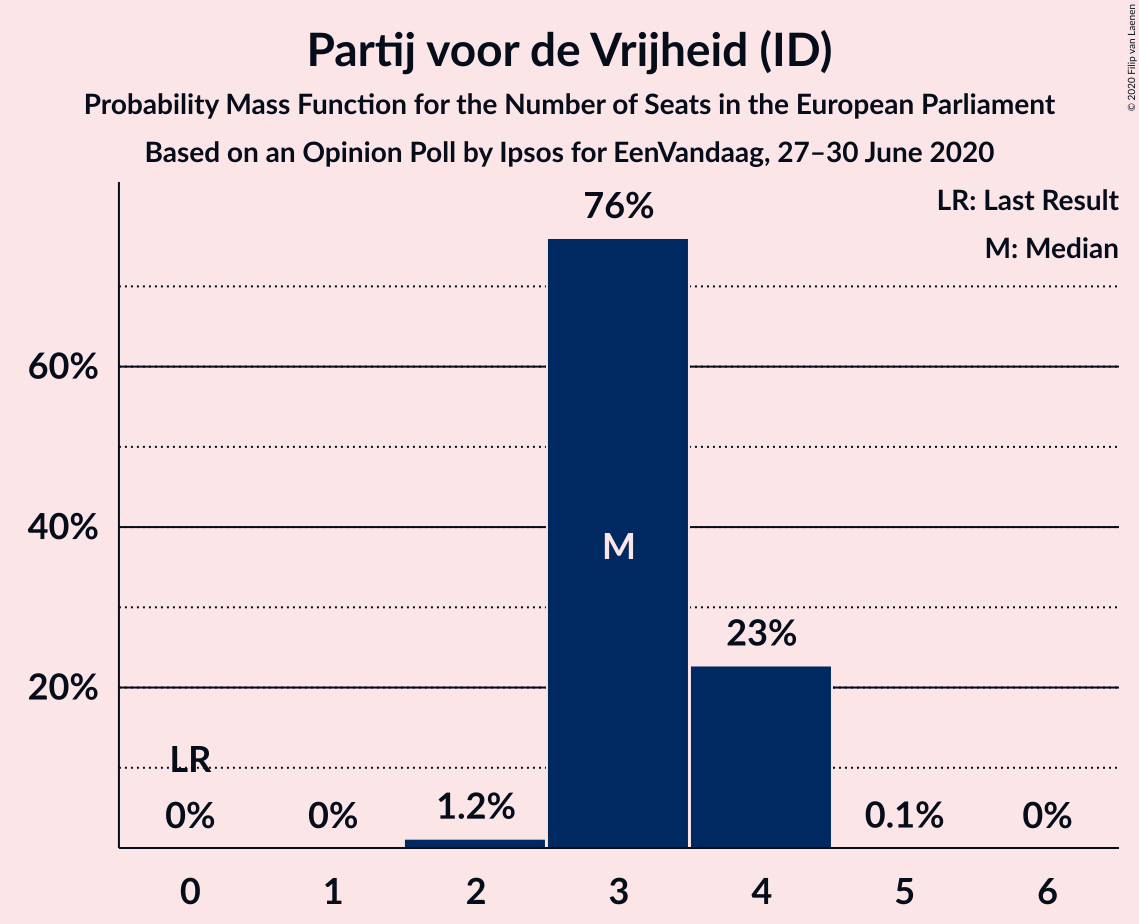 Partij voor de Vrijheid (ID)
Probability Mass Function for the Number of Seats in the European Parliament
Based on an Opinion Poll by Ipsos for EenVandaag, 27–30 June 2020
© 2020 Filip van Laenen
LR: Last Result
M: Median
76%
60%
M
40%
23%
20%
LR
0%
0%
1.2%
0.1%
0%
0 1 2 3 4 5 6